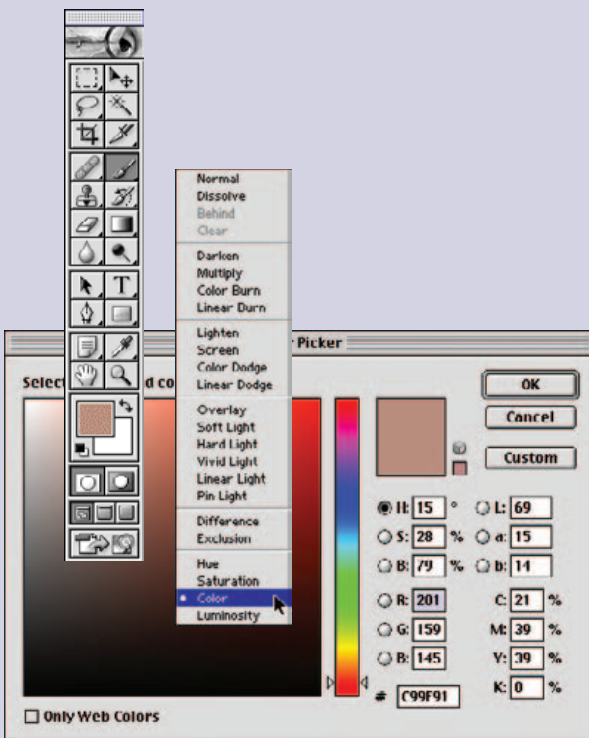 Normal
Dissolve
Behind
Clear
Darken
Multiply
Color Burn
Linear Burn
Lighten
Screen
Color Dodge
Linear Dodge
Overlay
Soft Light
Hard Light
Vivid Light
Linear Light
Pin Light
Difference
Exclusion
Hue
Saturation
Color
Luminosity
T
Picker
Select
d co
OK
Cancel
Custom
H: 15 °
L: 69
S: 28 %
a: 15
B: 79 %
b: 14
R: 201
C: 21 %
G: 159
M: 39 %
B: 145
Y: 39 %
# C99F91
K: 0 %
Only Web Colors